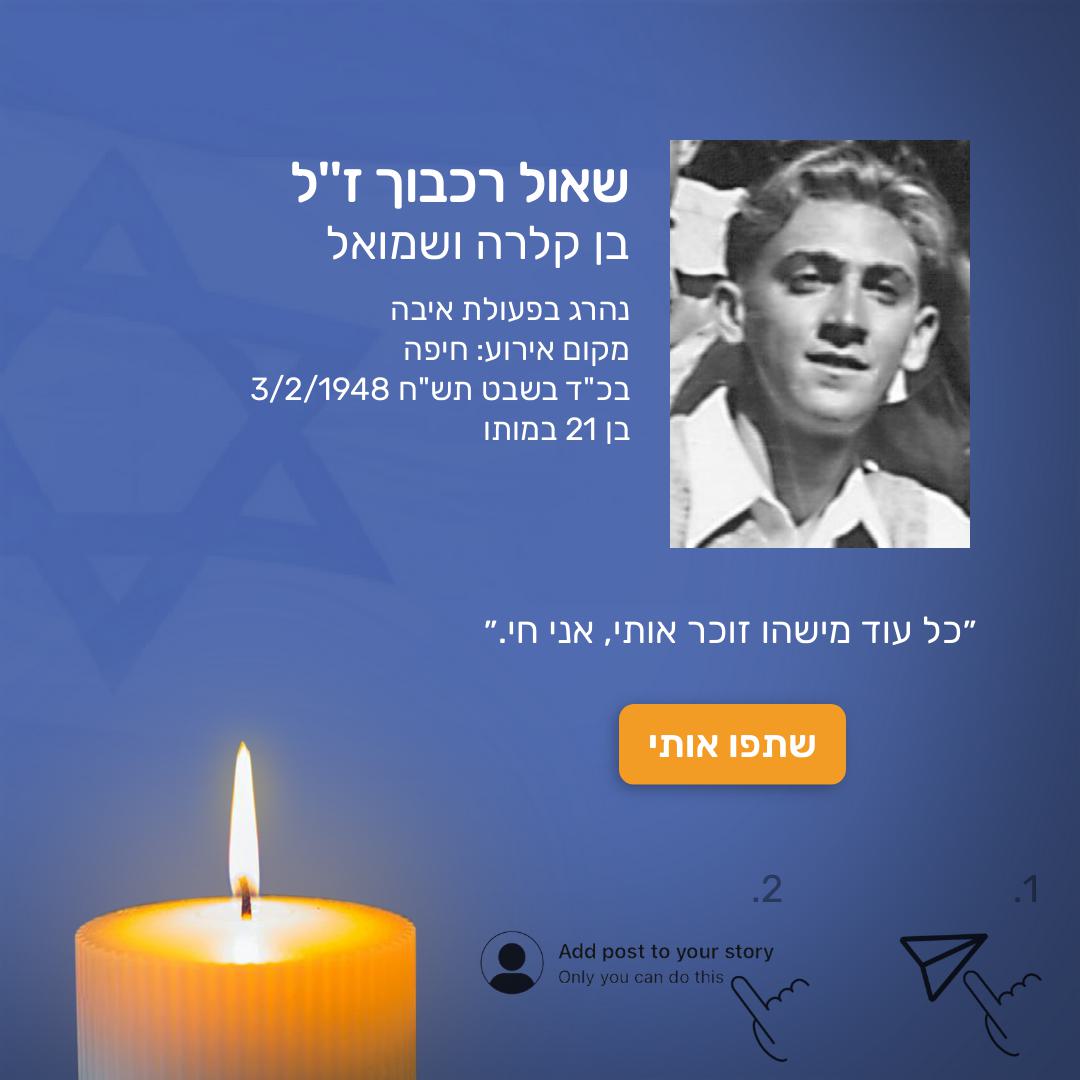 שאול רכבוך ז"ל
בן קלרה ושמואל
נהרג בפעולת איבה
מקום אירוע: חיפה
בכ"ד בשבט תש"ח 3/2/1948
בן 21 במותו
״כל עוד מישהו זוכר אותי, אני חי.״
שתפו אותי
.1
.2
Add post to your story
Only you can do this